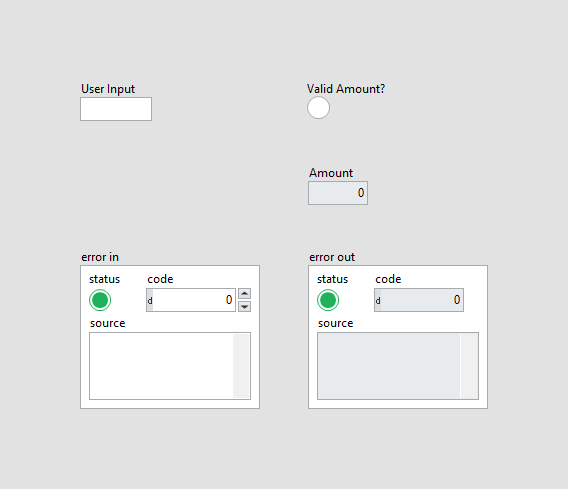 User Input
Valid Amount?
Amount
0
error in
status
code
d
0
source
error out
status
code
d
0
source